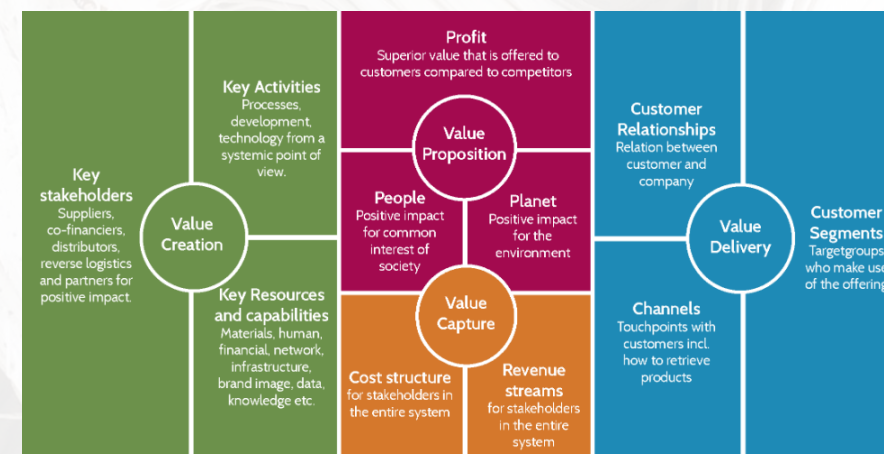 Key
stakeholders
Suppliers,
co-financiers,
distributors,
reverse logistics
and partners for
positive impact.
Key Activities
Processes,
development,
technology from a
systemic point of
view.
Value
Creation
Key Resources
and capabilities
Materials, human,
financial, network,
infrastructure,
brand image, data,
knowledge etc.
Profit
Superior value that is offered to
customers compared to competitors
Value
Proposition
People
Positive impact
for common
interest of
society
Planet
Positive impact
for the
environment
Value
Capture
Cost structure
for stakeholders in
the entire system
Revenue
streams
for stakeholders
in the entire
system
Customer
Relationships
Relation between
customer and
company
Value
Delivery
Channels
Touchpoints with
customers incl.
how to retrieve
products
Customer
Segments
Targetgroups
who make use
of the offering